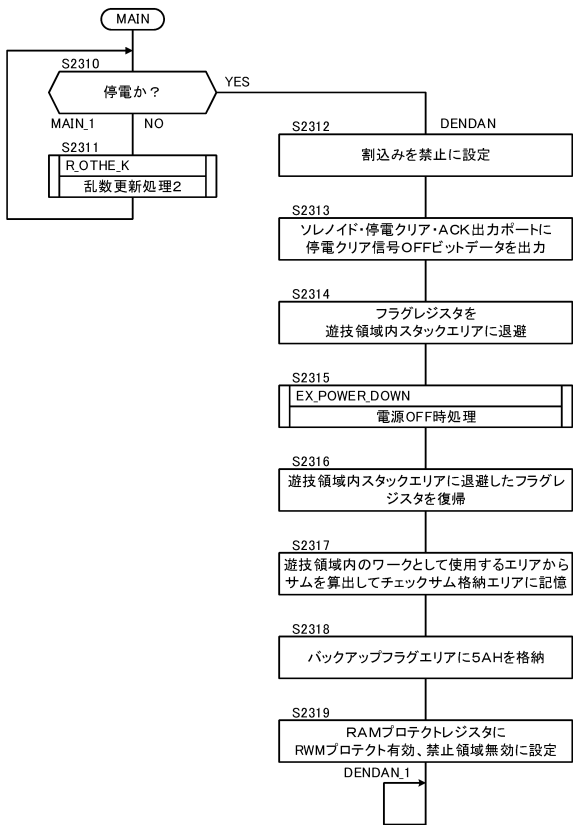 MAIN
S2310
停電か？
YES
MAIN_1
NO
S2311
R_OTHE_K
乱数更新処理２
S2312
DENDAN
割込みを禁止に設定
S2313
ソレノイド・停電クリア・ACK出力ポートに
停電クリア信号OFFビットデータを出力
S2314
フラグレジスタを
遊技領域内スタックエリアに退避
S2315
EX_POWER_DOWN
電源OFF時処理
S2316
遊技領域内スタックエリアに退避したフラグレ
ジスタを復帰
S2317
遊技領域内のワークとして使用するエリアから
サムを算出してチェックサム格納エリアに記憶
S2318
バックアップフラグエリアに５AHを格納
S2319
RAMプロテクトレジスタに
RWMプロテクト有効、禁止領域無効に設定
DENDAN_1